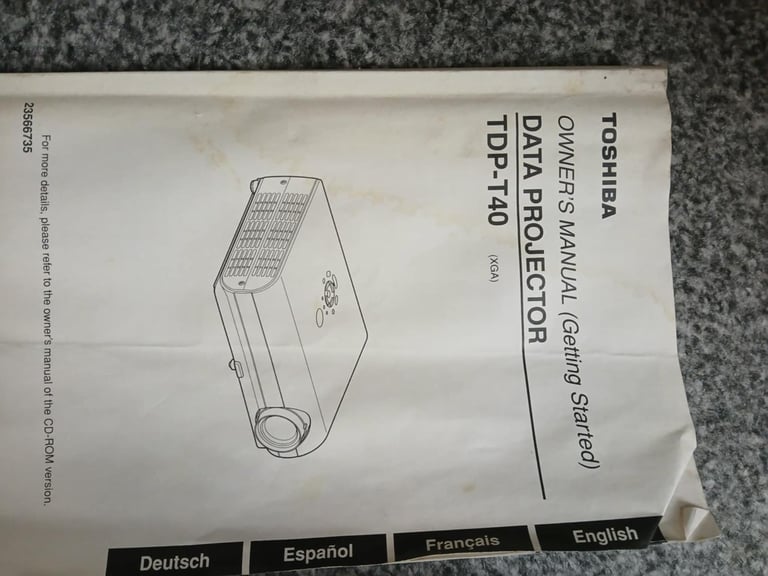 TOSHIBA
OWNER'S MANUAL (Getting Started)
DATA PROJECTOR
TDP-T40 (XGA)
English
Français
Español
Deutsch
For more details, please refer to the owner's manual of the CD-ROM version.
23566735